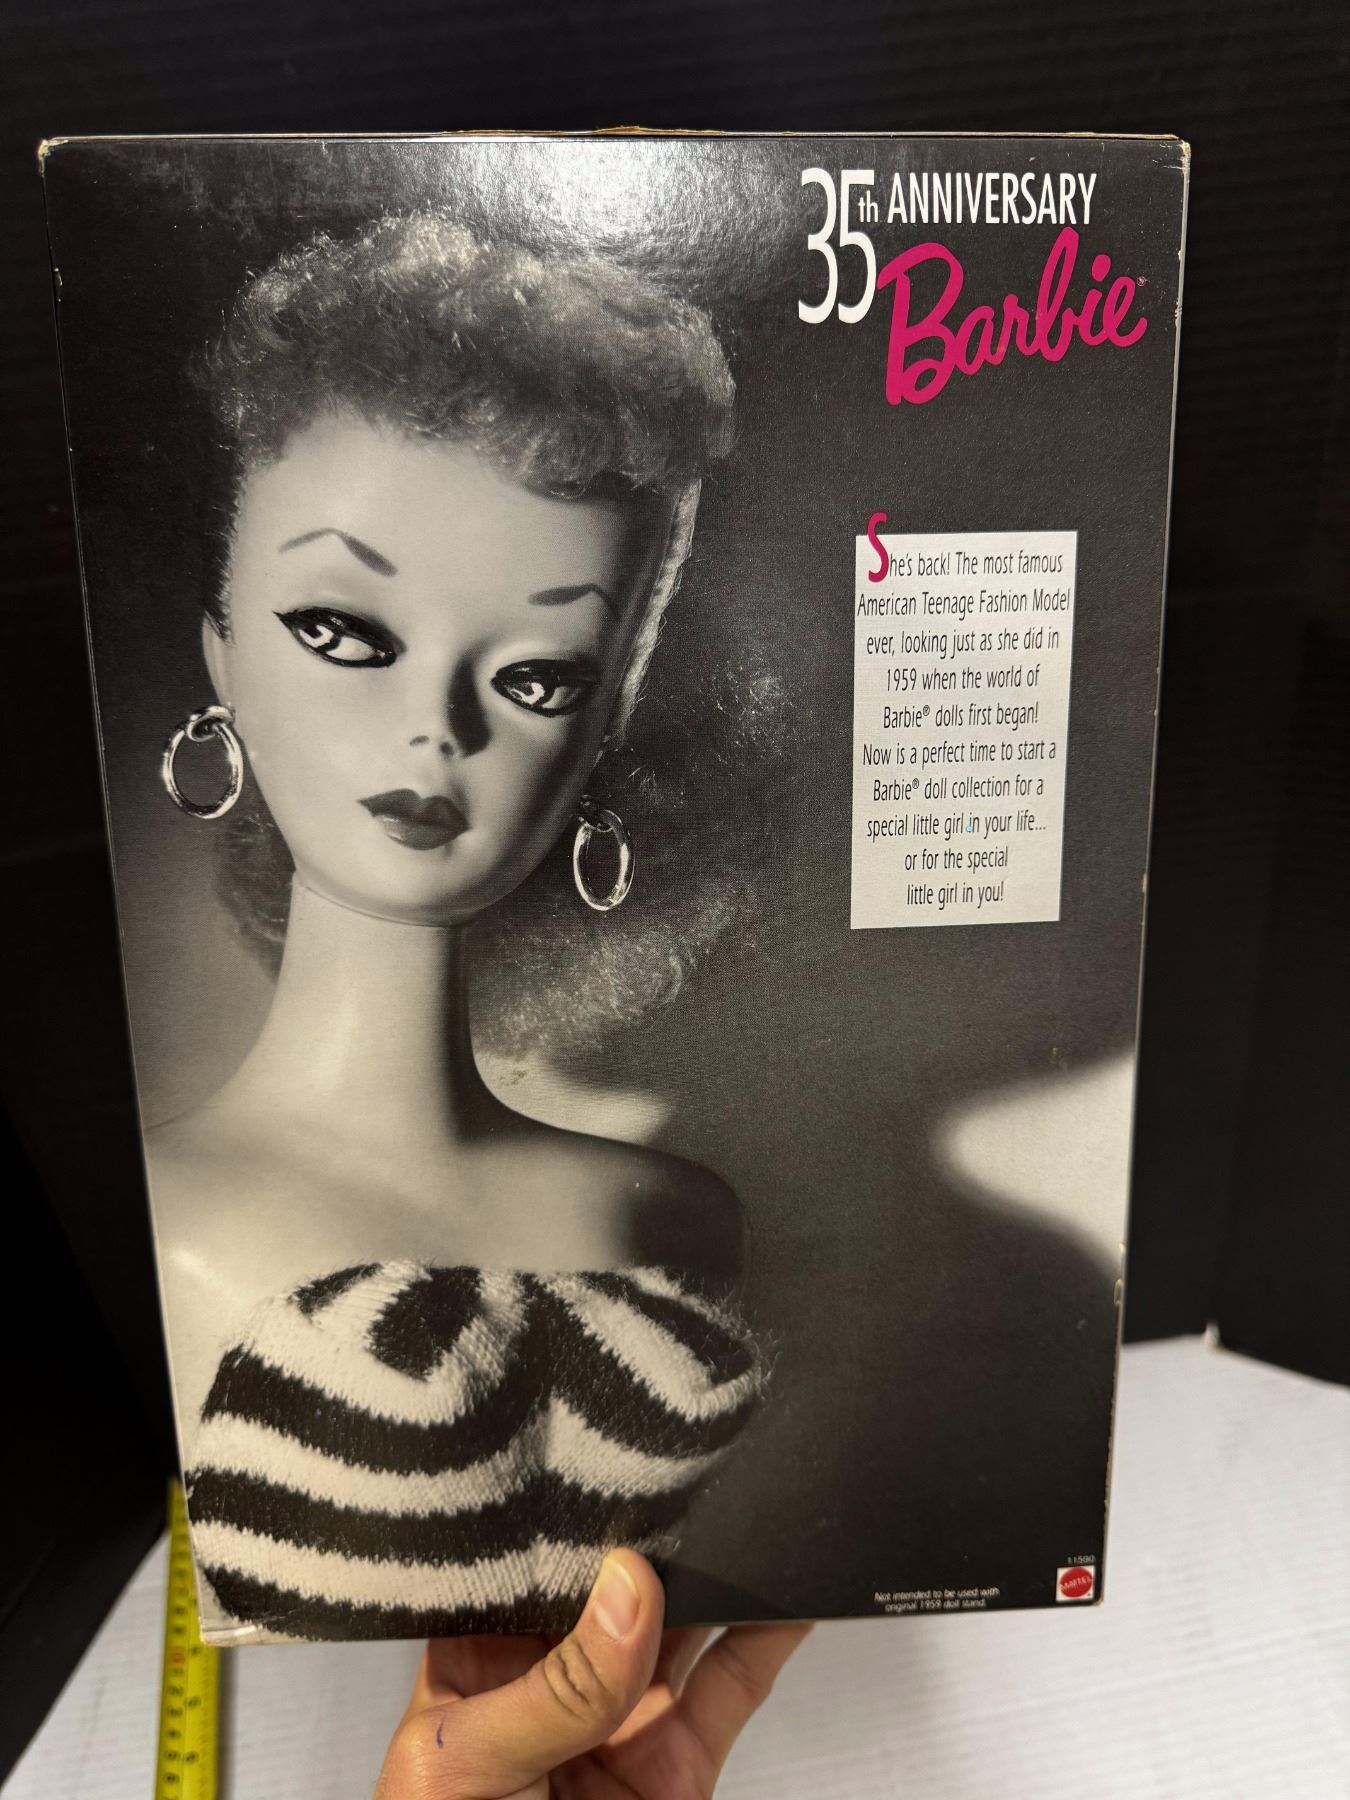 35th ANNIVERSARY
Barbie®
She's back! The most famous
American Teenage Fashion Model
ever, looking just as she did in
1959 when the world of
Barbie® dolls first began!
Now is a perfect time to start a
Barbie® doll collection for a
special little girl in your life...
or for the special
little girl in you!
11590
Not intended to be used with
original 1959 doll stand.
MATTEL